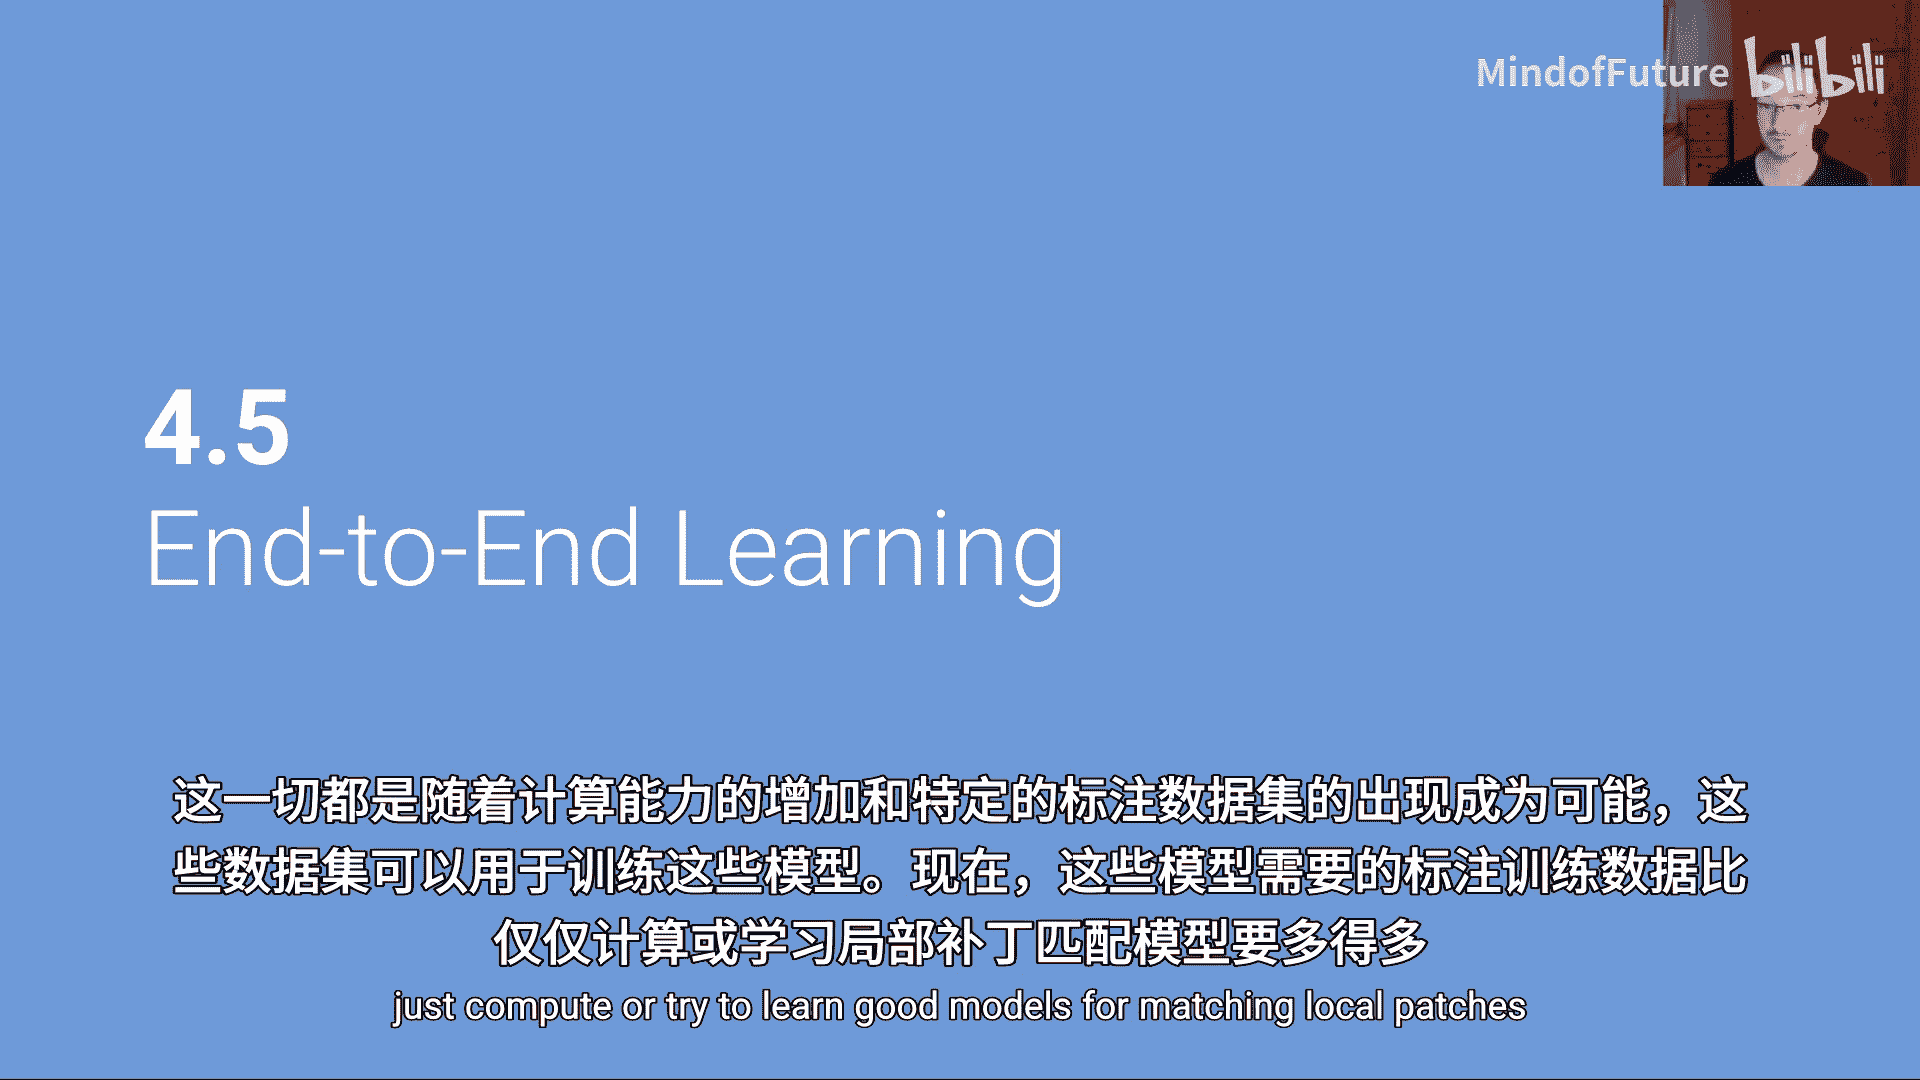 MindofFuture bilibili
4.5
End-to-End Learning
这一切都是随着计算能力的增加和特定的标注数据集的出现成为可能，这
些数据集可以用于训练这些模型。现在，这些模型需要的标注训练数据比
仅仅计算或学习局部补丁匹配模型要多得多
just compute or try to learn good models for matching local patches